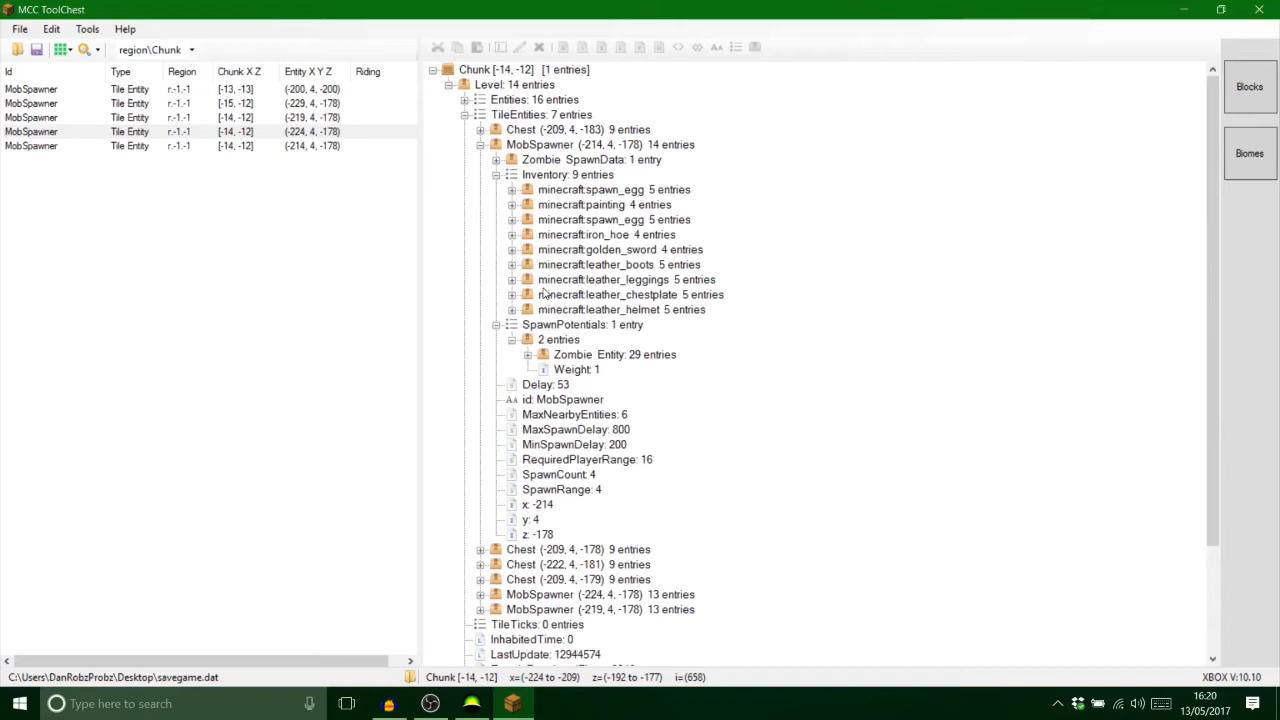 MCC ToolChest
File Edit Tools Help
region\Chunk
Id Type Region Chunk X Z Entity X Y Z Riding
MobSpawner Tile Entity r.-1.-1 [-13, -13] (-200, 4, -200)
MobSpawner Tile Entity r.-1.-1 [-15, -12] (-229, 4, -178)
MobSpawner Tile Entity r.-1.-1 [-14, -12] (-219, 4, -178)
MobSpawner Tile Entity r.-1.-1 [-14, -12] (-224, 4, -178)
MobSpawner Tile Entity r.-1.-1 [-14, -12] (-214, 4, -178)
Chunk [-14, -12] [1 entries]
Level: 14 entries
Entities: 16 entries
TileEntities: 7 entries
Chest (-209, 4, -183) 9 entries
MobSpawner (-214, 4, -178) 14 entries
Zombie SpawnData: 1 entry
Inventory: 9 entries
minecraft:spawn_egg 5 entries
minecraft:painting 4 entries
minecraft:spawn_egg 5 entries
minecraft:iron_hoe 4 entries
minecraft:golden_sword 4 entries
minecraft:leather_boots 5 entries
minecraft:leather_leggings 5 entries
minecraft:leather_chestplate 5 entries
minecraft:leather_helmet 5 entries
SpawnPotentials: 1 entry
2 entries
Zombie Entity: 29 entries
Weight: 1
Delay: 53
id: MobSpawner
MaxNearbyEntities: 6
MaxSpawnDelay: 800
MinSpawnDelay: 200
RequiredPlayerRange: 16
SpawnCount: 4
SpawnRange: 4
x: -214
y: 4
z: -178
Chest (-209, 4, -178) 9 entries
Chest (-222, 4, -181) 9 entries
Chest (-209, 4, -179) 9 entries
MobSpawner (-224, 4, -178) 13 entries
MobSpawner (-219, 4, -178) 13 entries
TileTicks: 0 entries
InhabitedTime: 0
LastUpdate: 12944574
Blocks
Biomes
C:\Users\DanRobzProbz\Desktop\savegame.dat
Chunk [-14, -12] x=(-224 to -209) z=(-192 to -177) i=(658)
XBOX V:10.10
Type here to search
16:20
13/05/2017